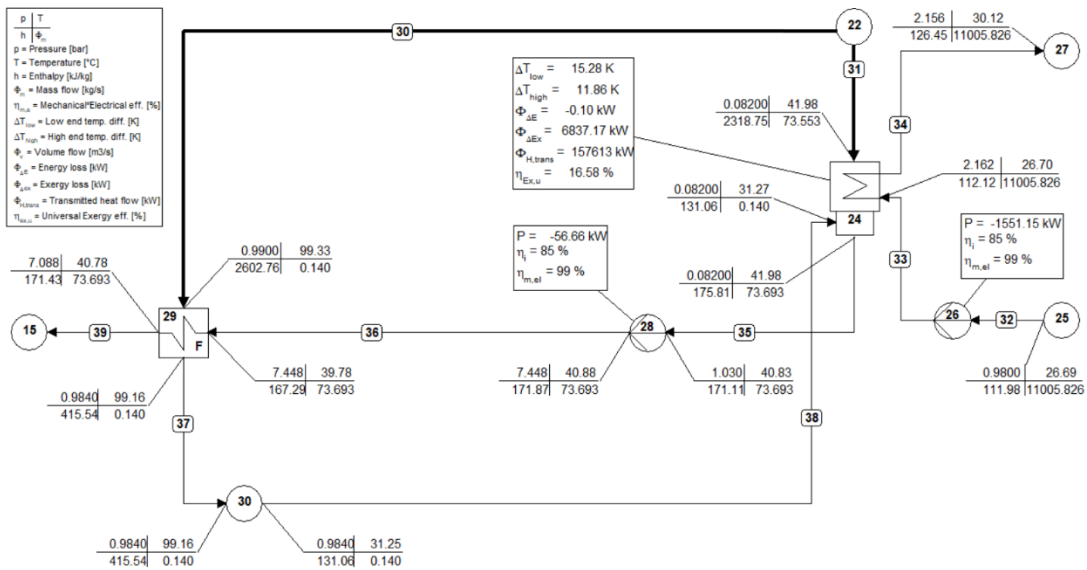 p | T
h | Φm
p = Pressure [bar]
T = Temperature [°C]
h = Enthalpy [kJ/kg]
Φm = Mass flow [kg/s]
ηm,e = Mechanical*Electrical eff. [%]
ΔTlow = Low end temp. diff. [K]
ΔThigh = High end temp. diff. [K]
Φv = Volume flow [m3/s]
ΦΔE = Energy loss [kW]
ΦΔEx = Exergy loss [kW]
ΦH,trans = Transmitted heat flow [kW]
ηEx,u = Universal Exergy eff. [%]
30
22
2.156 | 30.12
126.45 | 11005.826
27
31
ΔTlow = 15.28 K
ΔThigh = 11.86 K
ΦΔE = -0.10 kW
ΦΔEx = 6837.17 kW
ΦH,trans = 157613 kW
ηEx,u = 16.58 %
0.08200 | 41.98
2318.75 | 73.553
34
2.162 | 26.70
112.12 | 11005.826
0.08200 | 31.27
131.06 | 0.140
24
P = -1551.15 kW
ηi = 85 %
ηm,el = 99 %
P = -56.66 kW
ηi = 85 %
ηm,el = 99 %
0.9900 | 99.33
2602.76 | 0.140
33
7.088 | 40.78
171.43 | 73.693
0.08200 | 41.98
175.81 | 73.693
15
39
29
F
36
28
35
26
32
25
0.9840 | 99.16
415.54 | 0.140
7.448 | 39.78
167.29 | 73.693
7.448 | 40.88
171.87 | 73.693
1.030 | 40.83
171.11 | 73.693
0.9800 | 26.69
111.98 | 11005.826
37
38
30
0.9840 | 99.16
415.54 | 0.140
0.9840 | 31.25
131.06 | 0.140